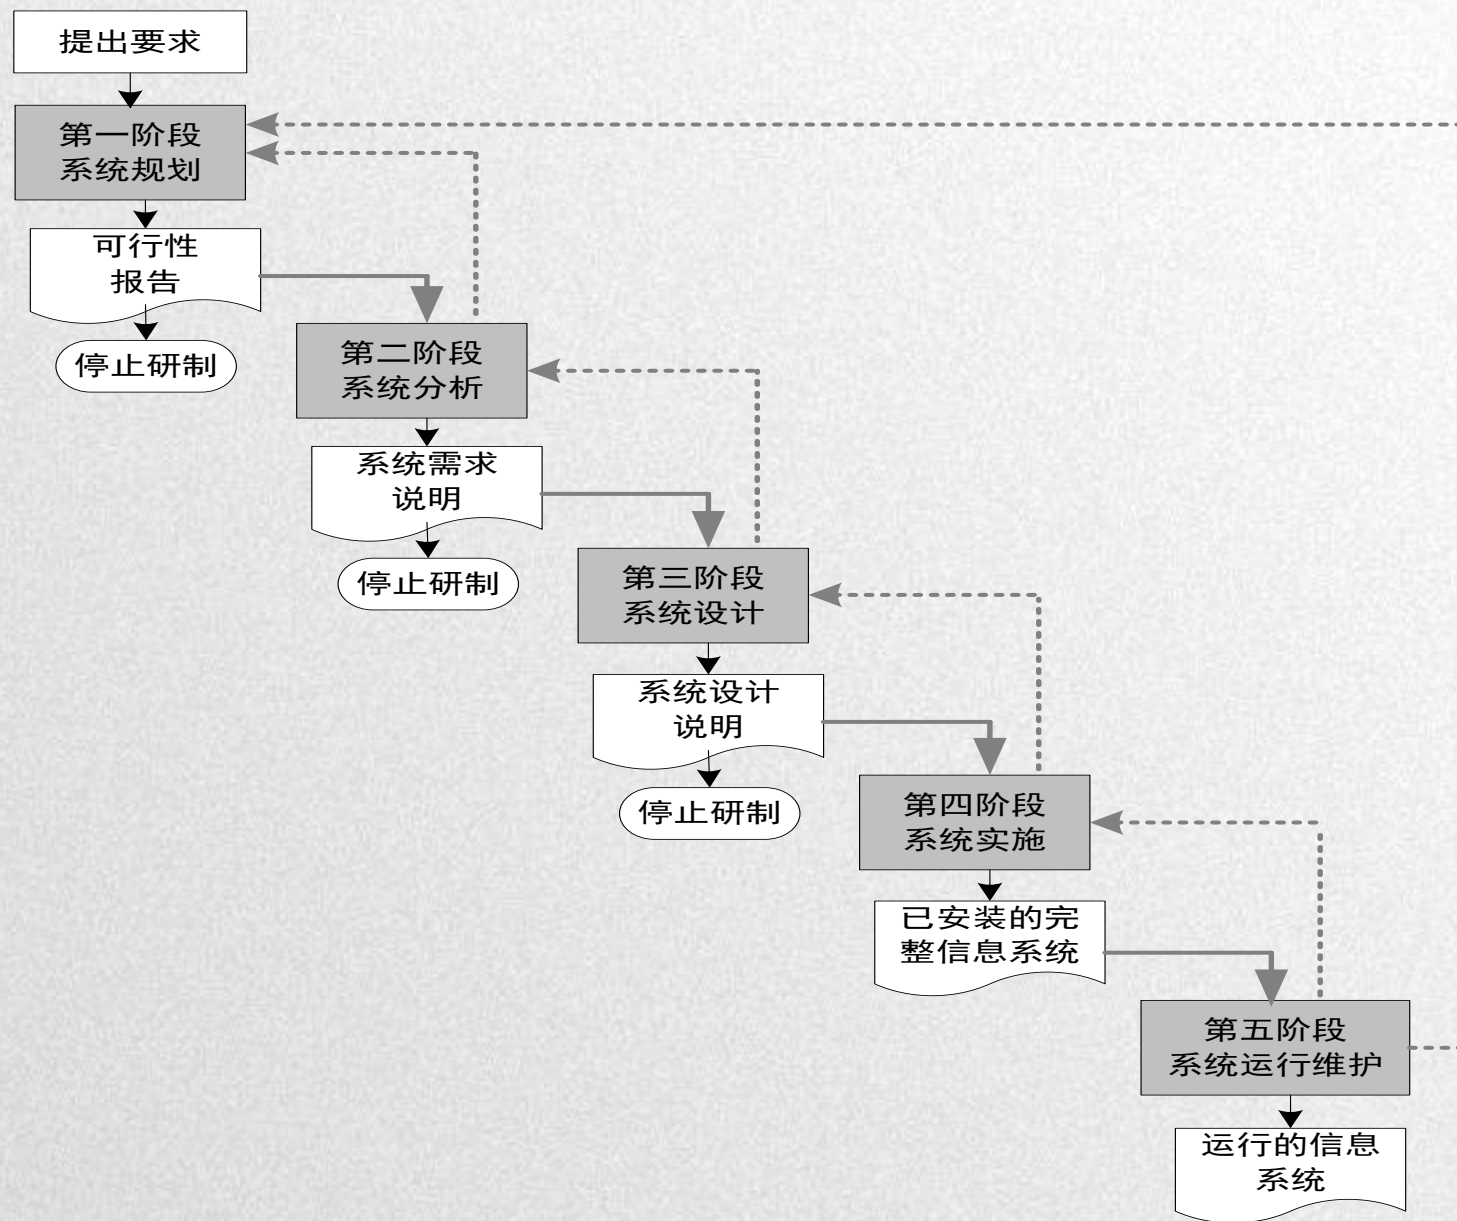 提出要求
第一阶段
系统规划
可行性
报告
停止研制
第二阶段
系统分析
系统需求
说明
停止研制
第三阶段
系统设计
系统设计
说明
停止研制
第四阶段
系统实施
已安装的完
整信息系统
第五阶段
系统运行维护
运行的信息
系统